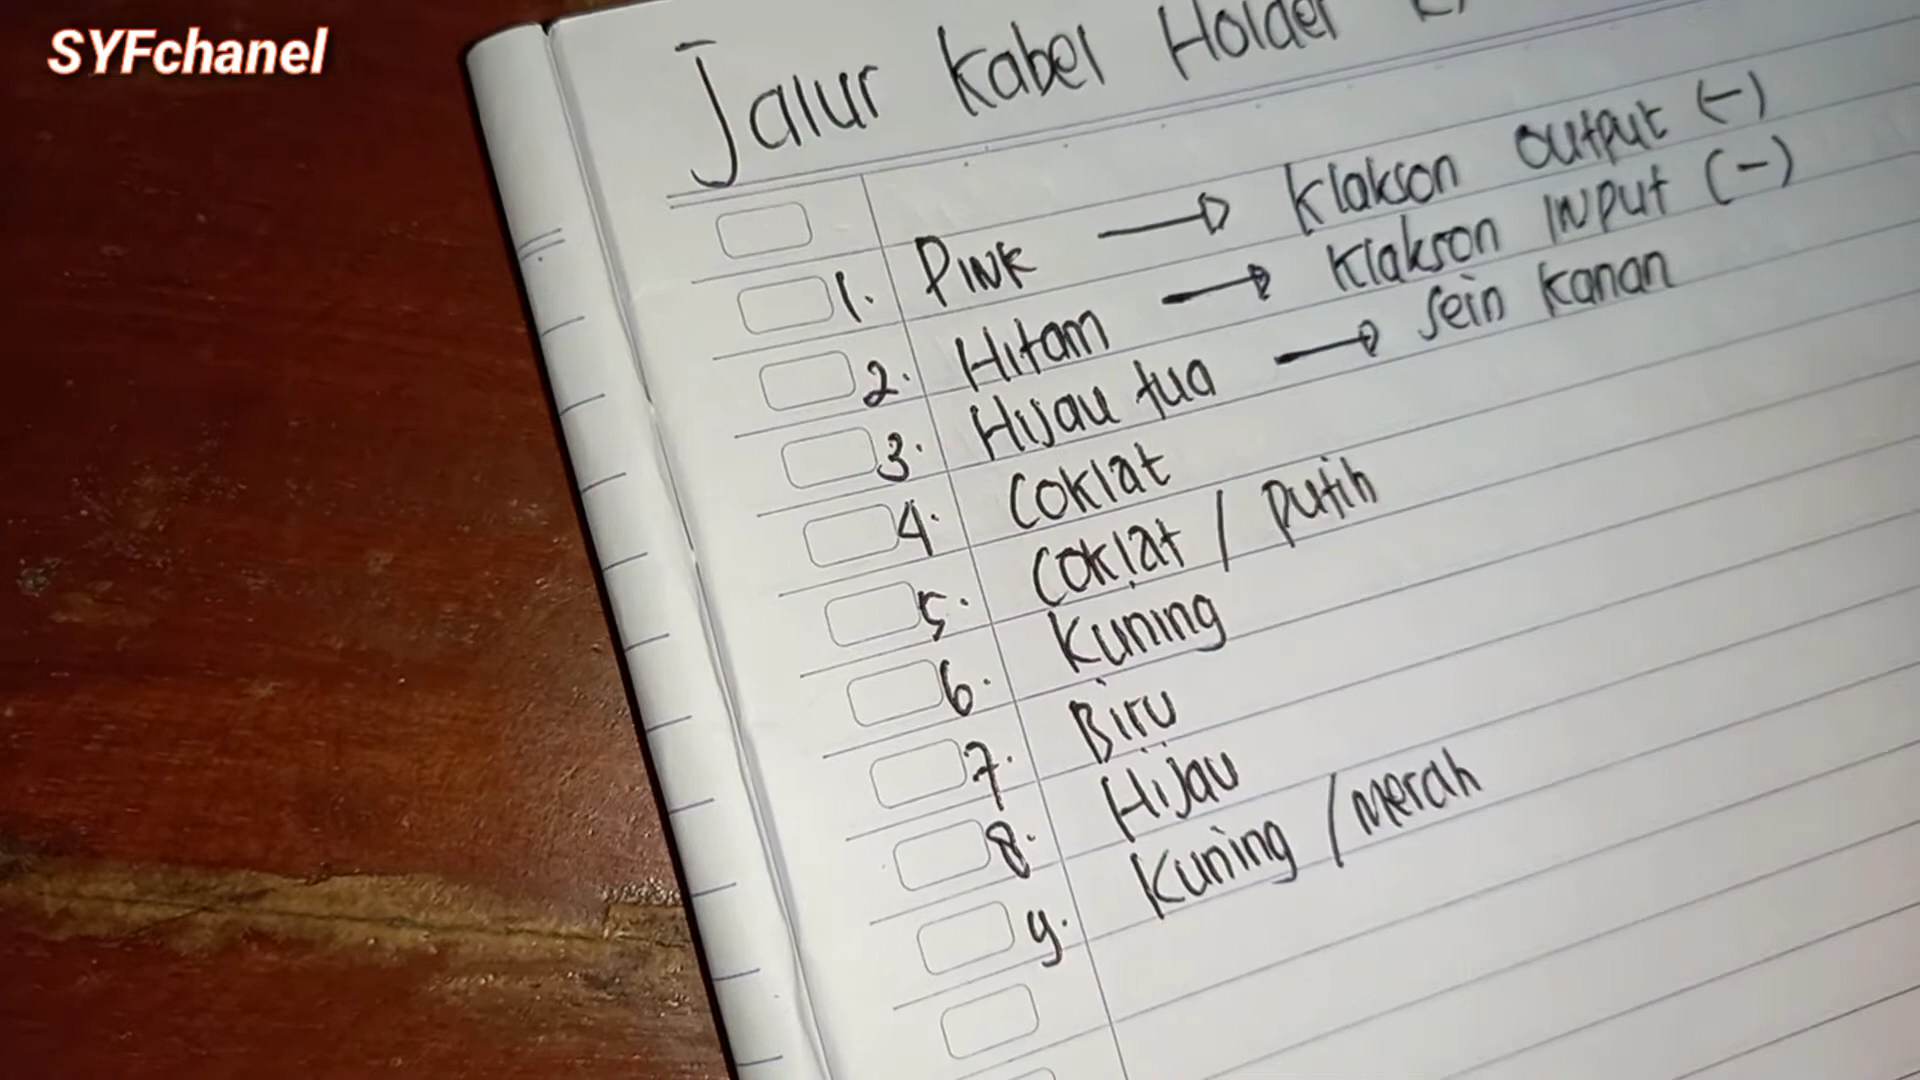 SYFchanel
Jalur Kabel Holder
1. Pink → Klakson output (-)
2. Hitam → Klakson INPUT (-)
3. Hijau tua → Sein Kanan
4. Coklat
5. Coklat / Putih
6. Kuning
7. Biru
8. Hijau
9. Kuning / merah